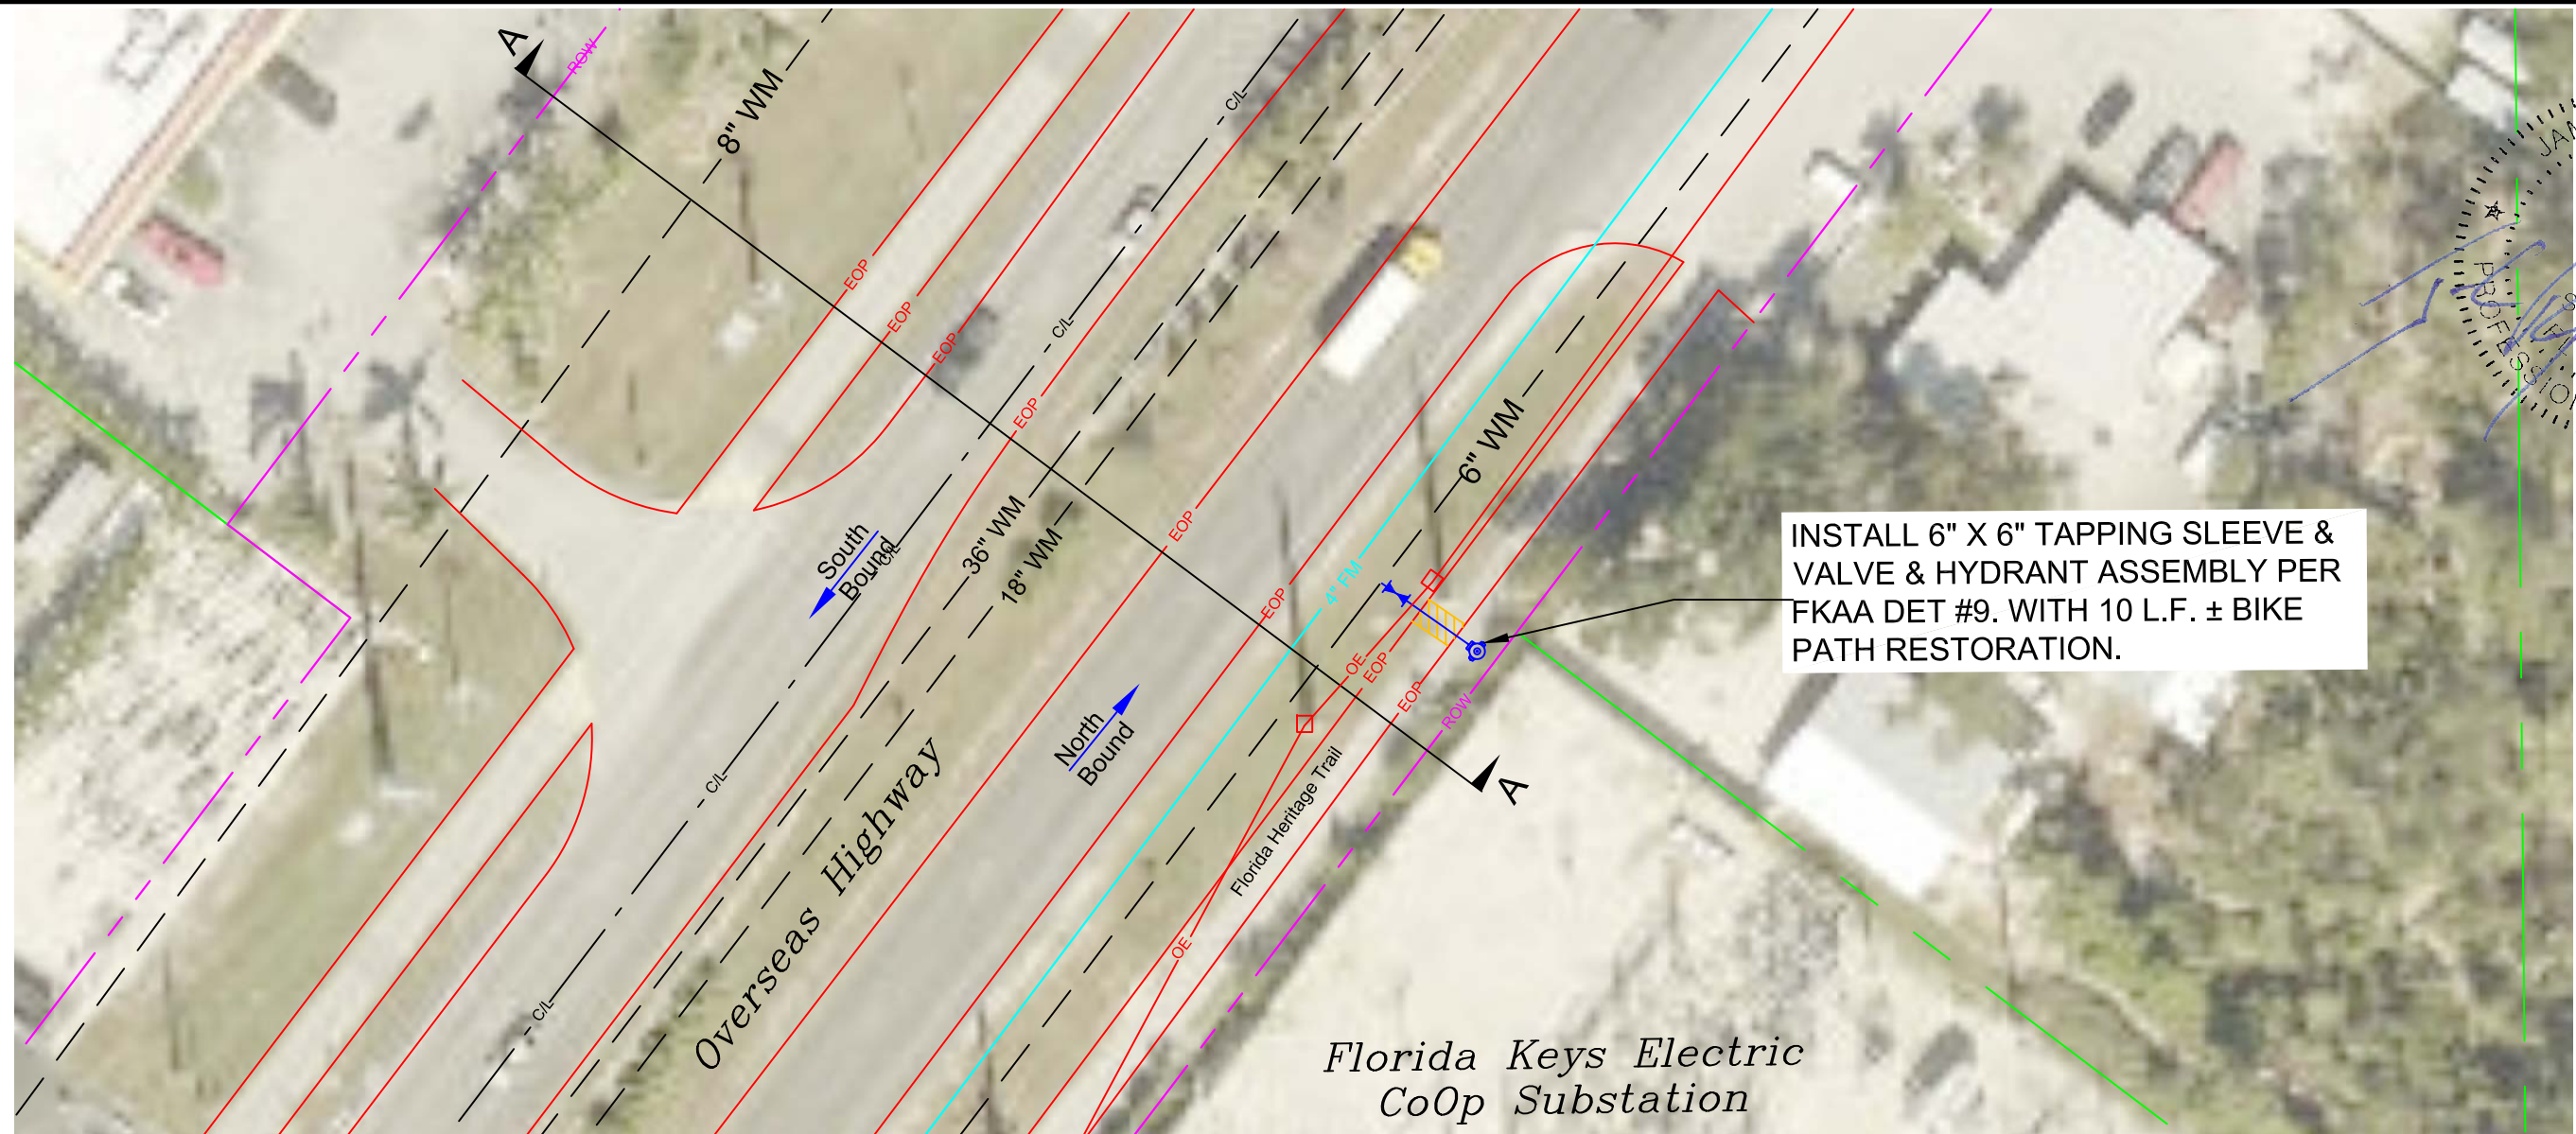 A
ROW
8" WM
C/L
EOP
EOP
EOP
C/L
EOP
6" WM
36" WM
18" WM
EOP
South
Bound
C/L
4" FM
EOP
INSTALL 6" X 6" TAPPING SLEEVE &
VALVE & HYDRANT ASSEMBLY PER
FKAA DET #9. WITH 10 L.F. ± BIKE
PATH RESTORATION.
OE
EOP
EOP
ROW
North
Bound
A
C/L
Overseas Highway
Florida Heritage Trail
OE
C/L
Florida Keys Electric
CoOp Substation